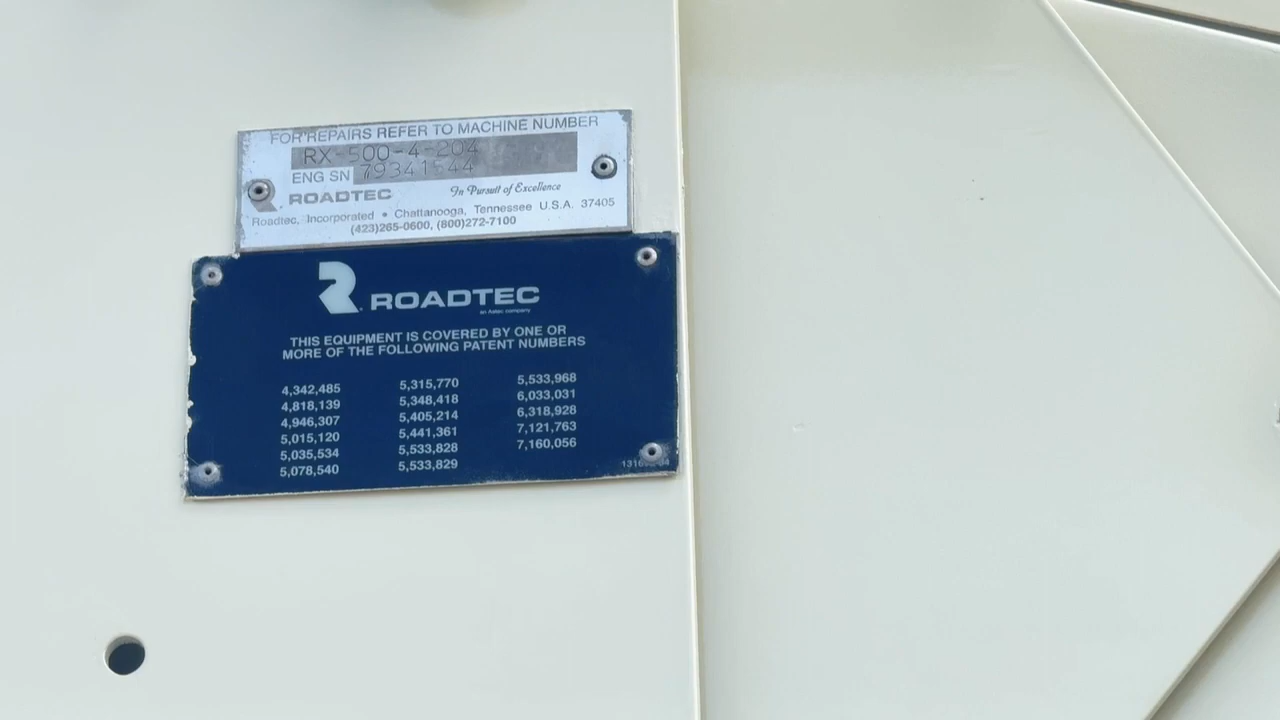 FOR REPAIRS REFER TO MACHINE NUMBER
RX-500-4-204
ENG SN 79341544
ROADTEC In Pursuit of Excellence
Roadtec, Incorporated • Chattanooga, Tennessee U.S.A. 37405
(423)265-0600, (800)272-7100
ROADTEC
an Astec company
THIS EQUIPMENT IS COVERED BY ONE OR
MORE OF THE FOLLOWING PATENT NUMBERS
4,342,485 5,315,770 5,533,968
4,818,139 5,348,418 6,033,031
4,946,307 5,405,214 6,318,928
5,015,120 5,441,361 7,121,763
5,035,534 5,533,828 7,160,056
5,078,540 5,533,829